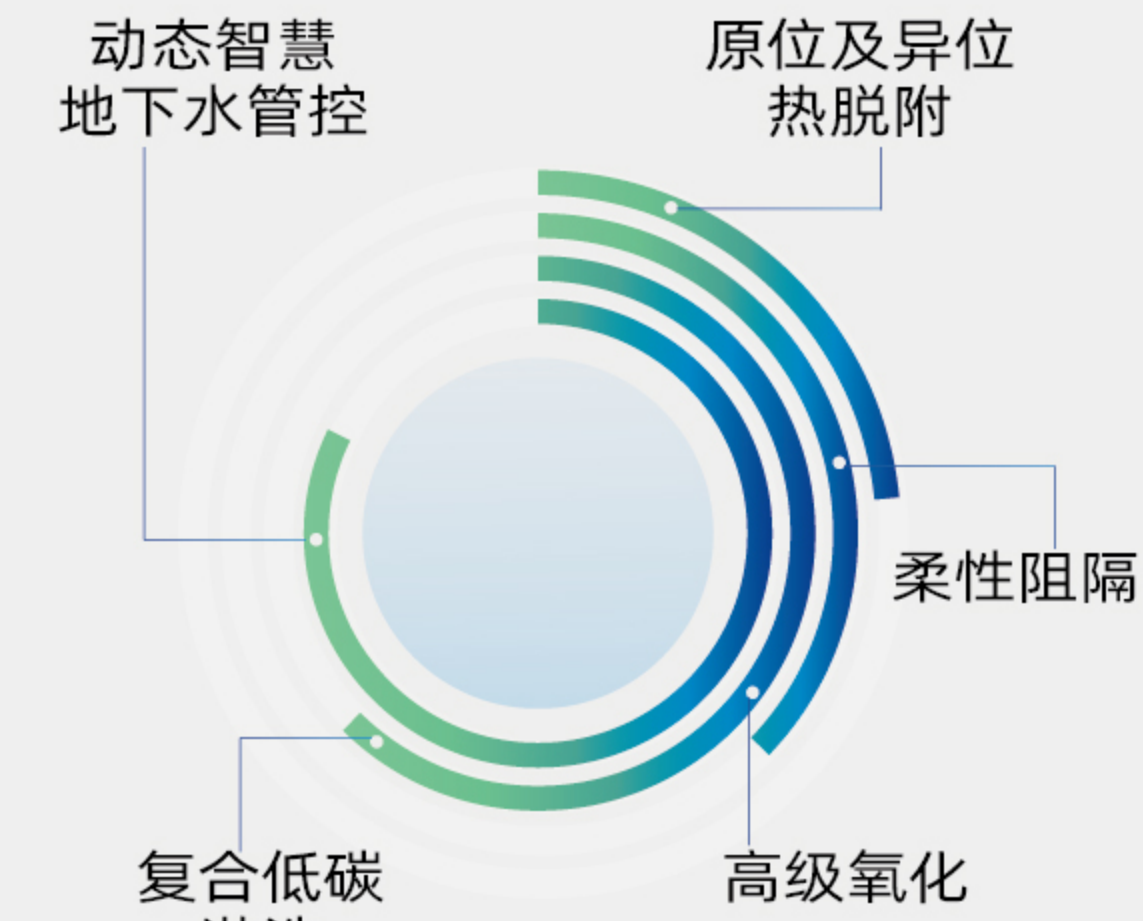 动态智慧
地下水管控
原位及异位
热脱附
柔性阻隔
复合低碳
高级氧化